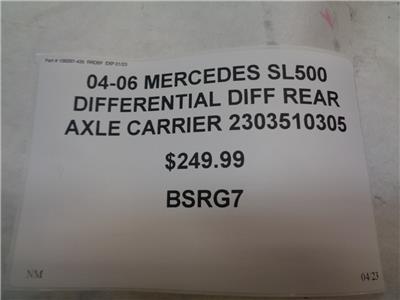 04-06 MERCEDES SL500
DIFFERENTIAL DIFF REAR
AXLE CARRIER 2303510305
$249.99
BSRG7
NM 04/23